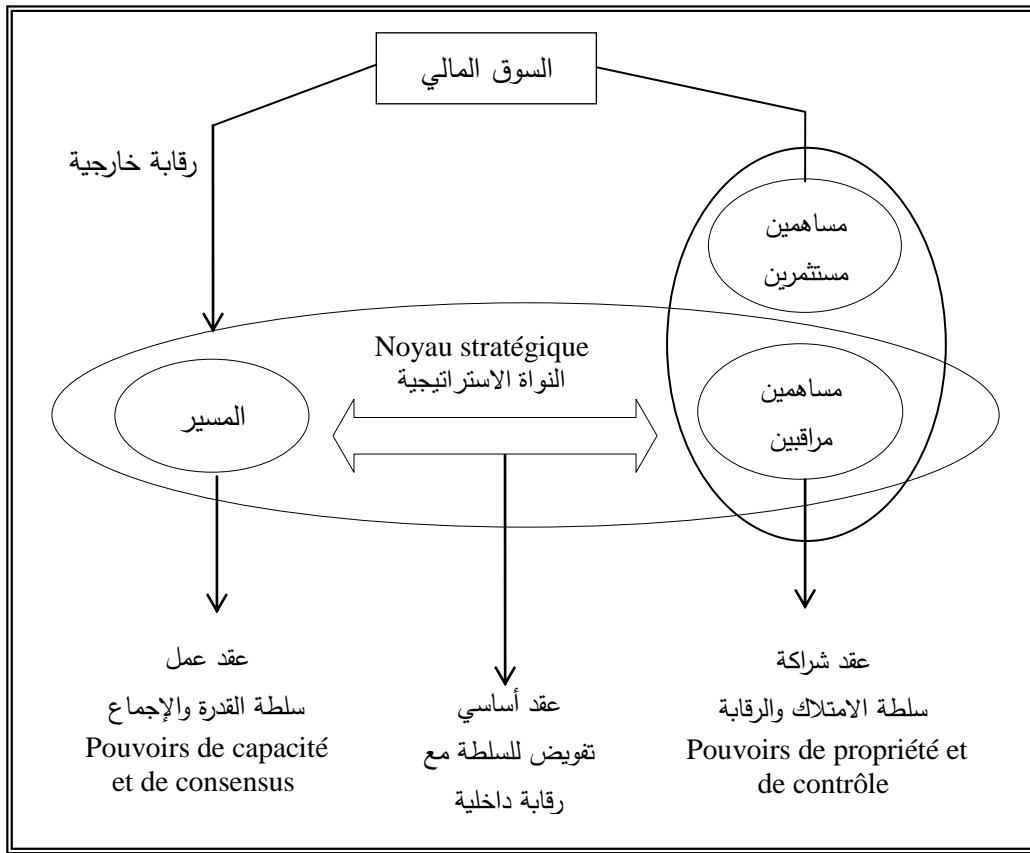 السوق المالي
رقابة خارجية
مساهمين
مستثمرين
Noyau stratégique
النواة الاستراتيجية
المسير
مساهمين
مراقبين
عقد عمل
سلطة القدرة والإجماع
Pouvoirs de capacité
et de consensus
عقد أساسي
تفويض للسلطة مع
رقابة داخلية
عقد شراكة
سلطة الامتلاك والرقابة
Pouvoirs de propriété et
de contrôle